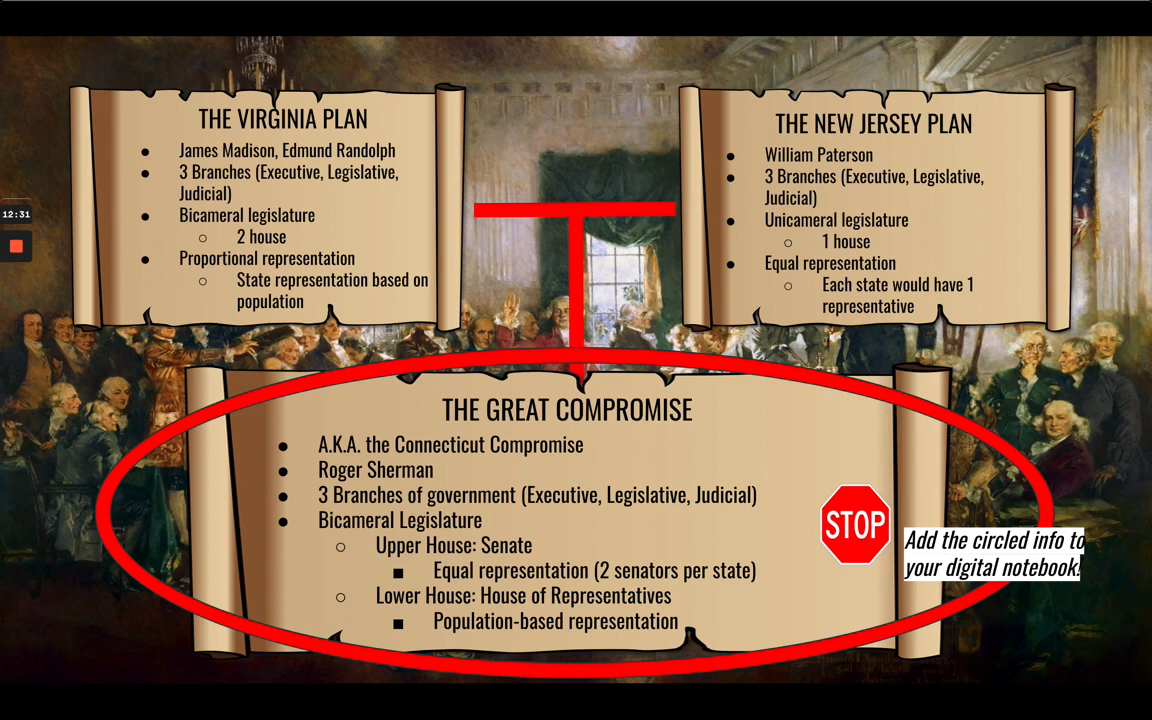 THE VIRGINIA PLAN
● James Madison, Edmund Randolph
● 3 Branches (Executive, Legislative,
Judicial)
● Bicameral legislature
○ 2 house
● Proportional representation
○ State representation based on
population
THE NEW JERSEY PLAN
● William Paterson
● 3 Branches (Executive, Legislative,
Judicial)
● Unicameral legislature
○ 1 house
● Equal representation
○ Each state would have 1
representative
12:31
THE GREAT COMPROMISE
● A.K.A. the Connecticut Compromise
● Roger Sherman
● 3 Branches of government (Executive, Legislative, Judicial)
● Bicameral Legislature
○ Upper House: Senate
■ Equal representation (2 senators per state)
○ Lower House: House of Representatives
■ Population-based representation
STOP
Add the circled info to
your digital notebook!